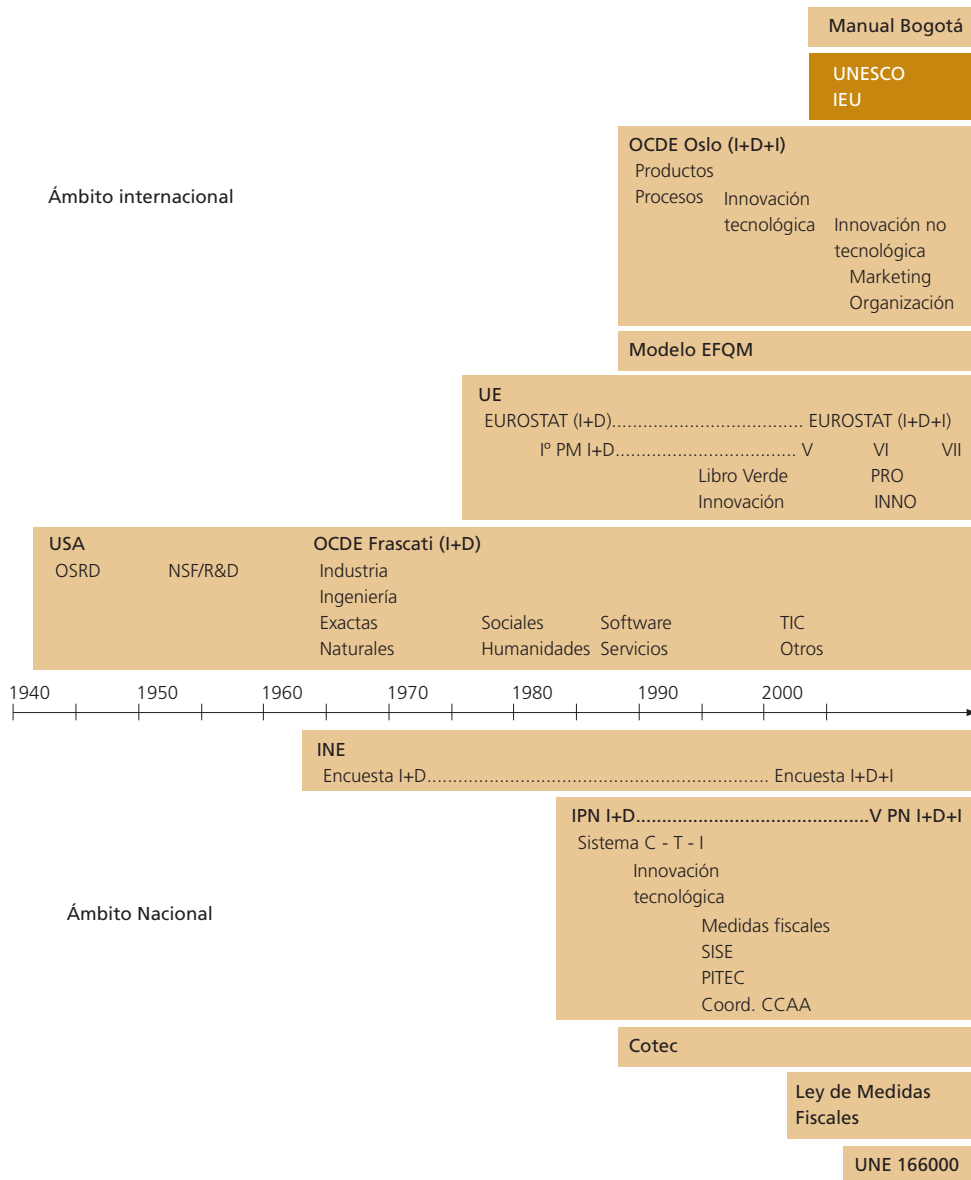 Manual Bogotá
UNESCO
IEU
OCDE Oslo (I+D+I)
Productos
Procesos
Innovación
tecnológica
Innovación no
tecnológica
Marketing
Organización
Ámbito internacional
Modelo EFQM
UE
EUROSTAT (I+D)..................................... EUROSTAT (I+D+I)
Iº PM I+D................................... V VI VII
Libro Verde PRO
Innovación INNO
USA OCDE Frascati (I+D)
OSRD NSF/R&D Industria
Ingeniería
Exactas Sociales Software TIC
Naturales Humanidades Servicios Otros
1940 1950 1960 1970 1980 1990 2000
INE
Encuesta I+D.................................................................. Encuesta I+D+I
IPN I+D.............................................V PN I+D+I
Sistema C - T - I
Innovación
tecnológica
Ámbito Nacional
Medidas fiscales
SISE
PITEC
Coord. CCAA
Cotec
Ley de Medidas
Fiscales
UNE 166000